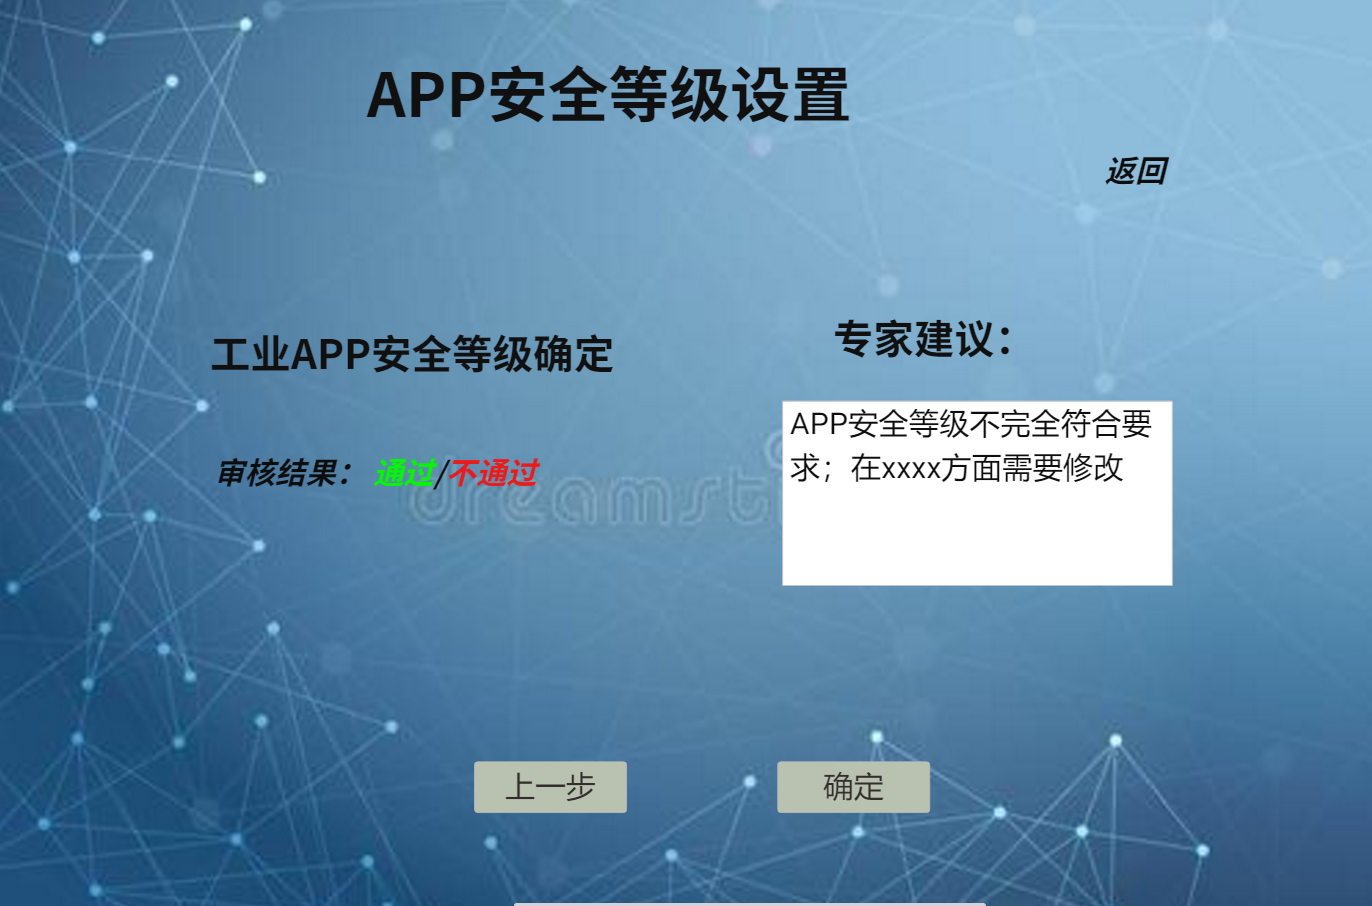 APP安全等级设置
返回
工业APP安全等级确定
专家建议：
APP安全等级不完全符合要
求；在xxxx方面需要修改
审核结果：通过/不通过
dreamsti
上一步
确定